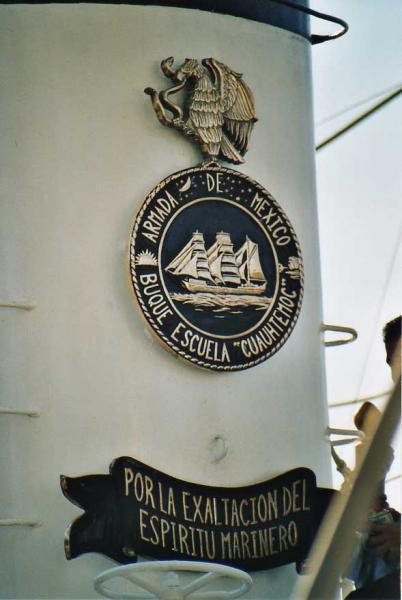 ARMADA DE MEXICO
BUQUE ESCUELA "CUAUHTEMOC"
POR LA EXALTACION DEL
ESPIRITU MARINERO